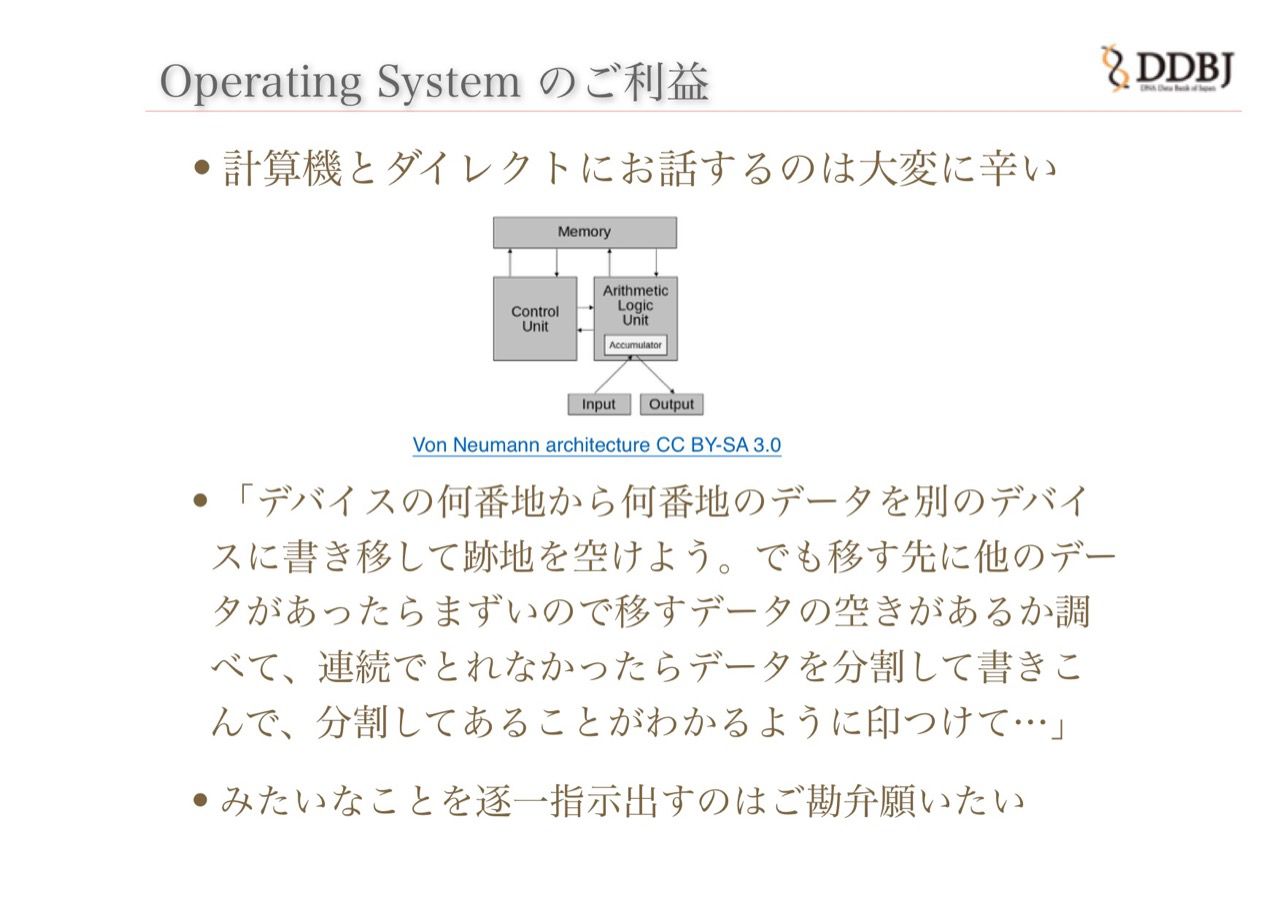 Operating System のご利益
DDBJ
DNA Data Bank of Japan
• 計算機とダイレクトにお話するのは大変に辛い
Memory
Control
Unit
Arithmetic
Logic
Unit
Accumulator
Input
Output
Von Neumann architecture CC BY-SA 3.0
• 「デバイスの何番地から何番地のデータを別のデバイ
スに書き移して跡地を空けよう。でも移す先に他のデー
タがあったらまずいので移すデータの空きがあるか調
べて、連続でとれなかったらデータを分割して書きこ
んで、分割してあることがわかるように印つけて…」
• みたいなことを逐一指示出すのはご勘弁願いたい